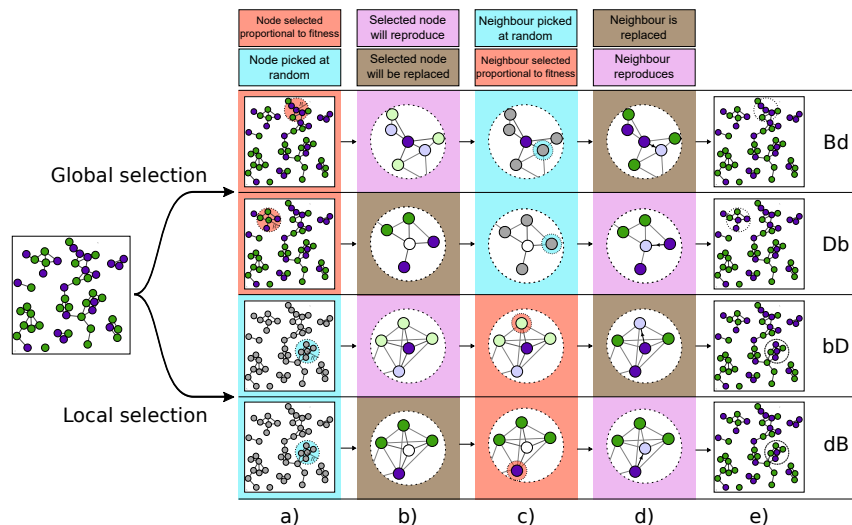 Node selected
proportional to fitness
Selected node
will reproduce
Neighbour picked
at random
Neighbour is
replaced
Node picked at
random
Selected node
will be replaced
Neighbour selected
proportional to fitness
Neighbour
reproduces
Global selection
Local selection
Bd
Db
bD
dB
a)
b)
c)
d)
e)